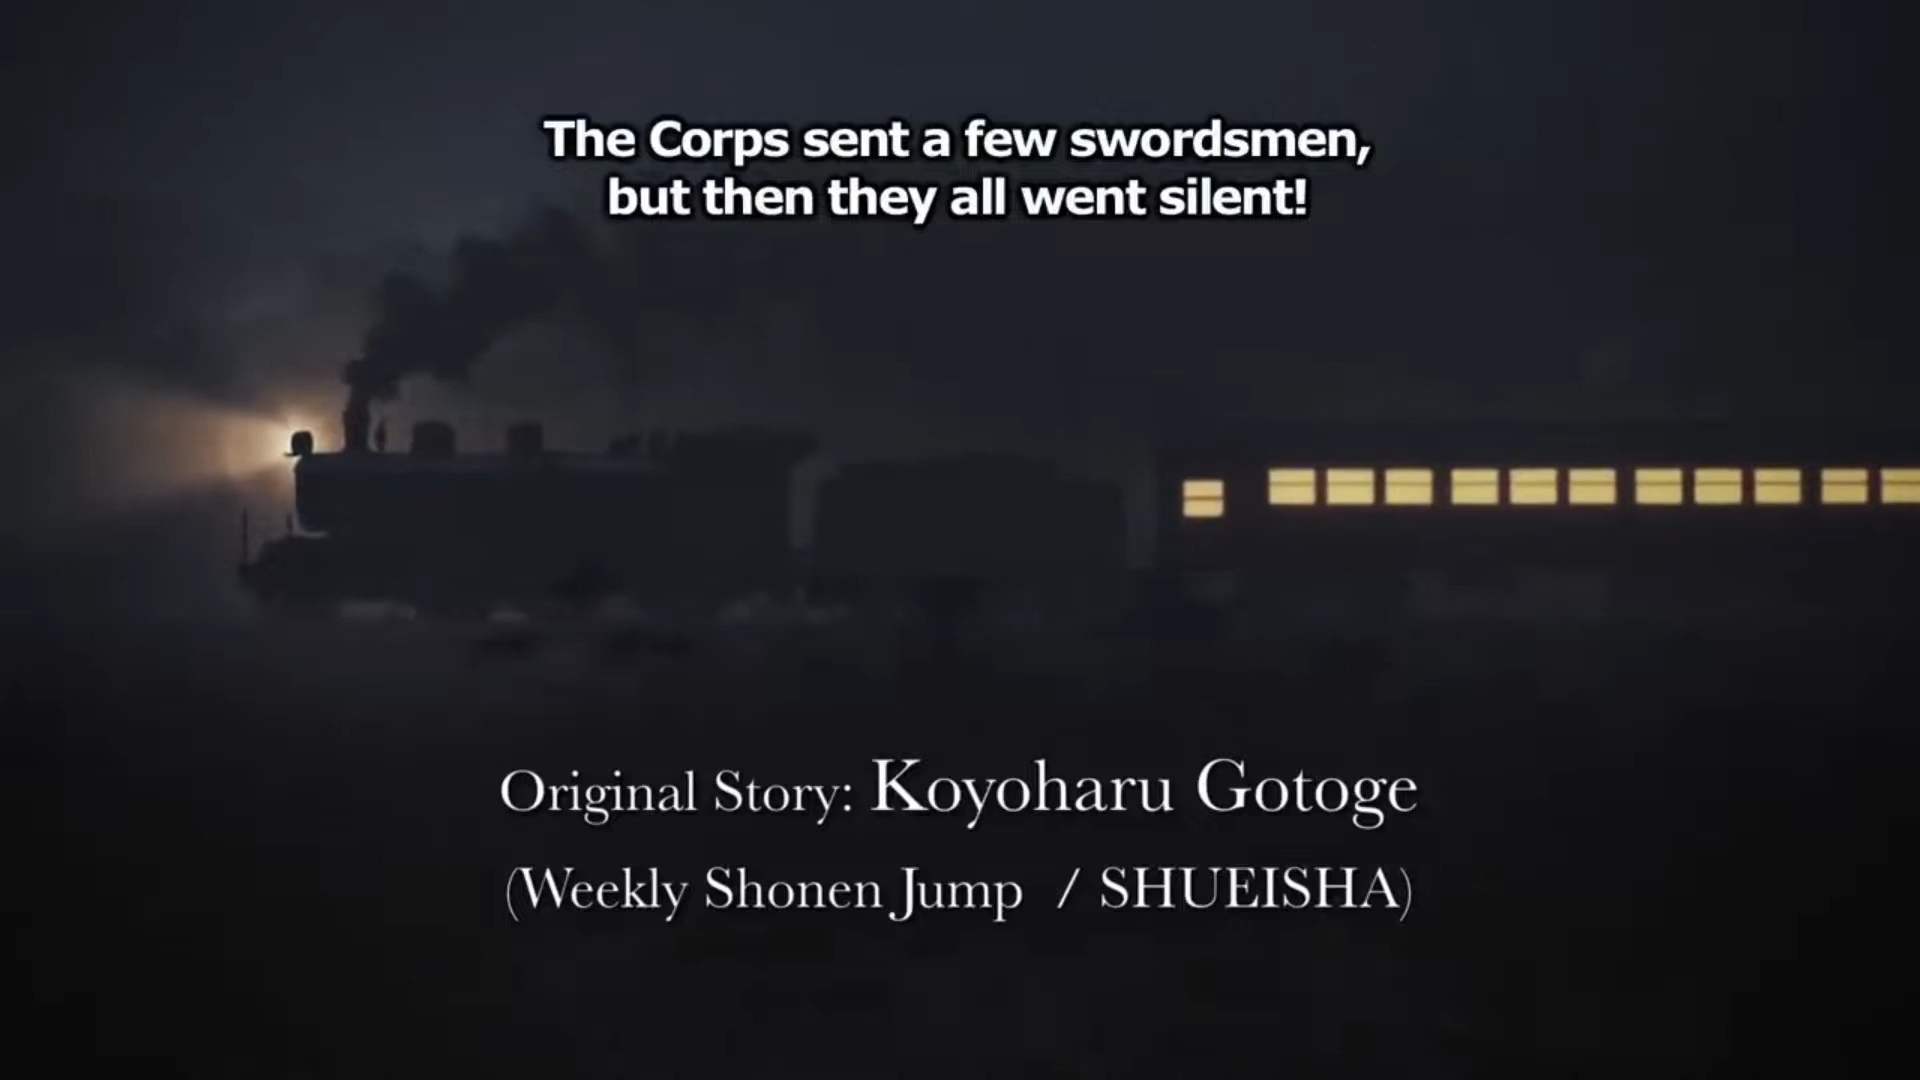 The Corps sent a few swordsmen,
but then they all went silent!
Original Story: Koyoharu Gotoge
(Weekly Shonen Jump / SHUEISHA)